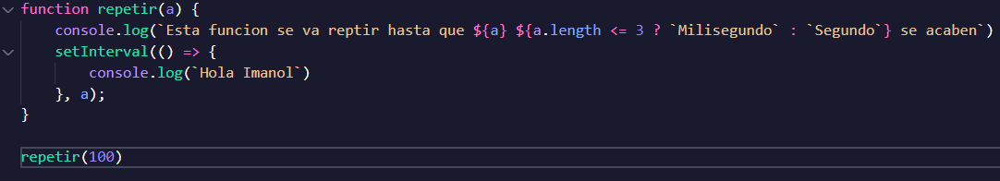 function repetir(a) {
console.log(`Esta funcion se va reptir hasta que ${a} ${a.length <= 3 ? `Milisegundo` : `Segundo`} se acaben`)
setInterval(() => {
console.log(`Hola Imanol`)
}, a);
}
repetir(100)